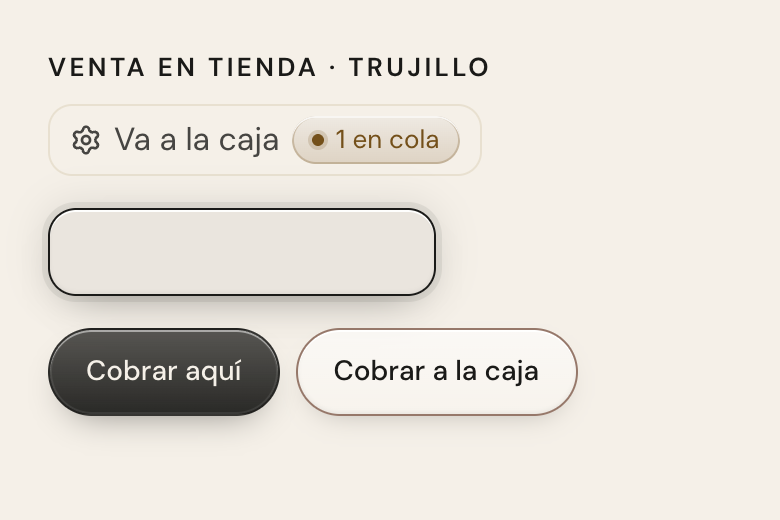 VENTA EN TIENDA · TRUJILLO
Va a la caja 1 en cola
Cobrar aquí Cobrar a la caja